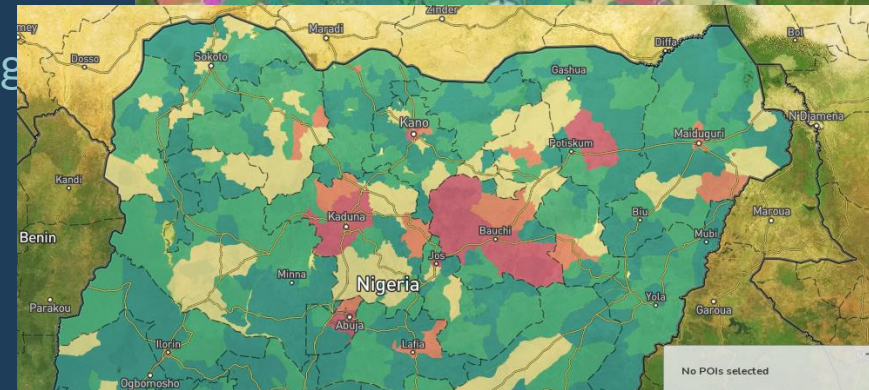 Zinder
Maradi
Bol
Dosso
Sokoto
Diffa
Gashua
N'Djamena
Kano
Maiduguri
Potiskum
Kandi
Kaduna
Biu
Maroua
Benin
Bauchi
Mubi
Jos
Minna
Nigeria
Yola
Parakou
Garoua
Abuja
Ilorin
Lafia
No POIs selected
Ogbomosho